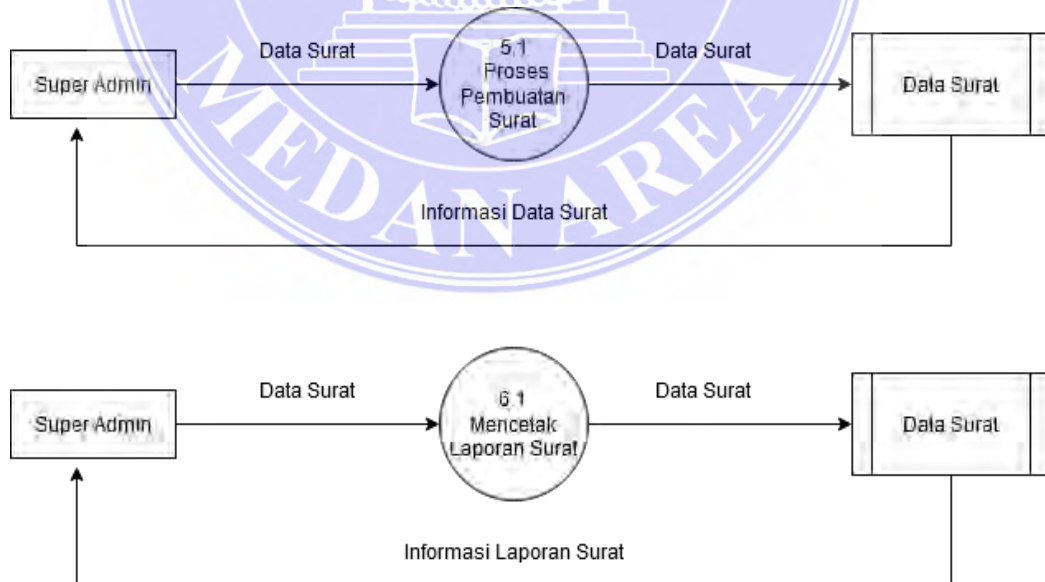 Data Surat
Data Surat
Super Admin
5.1
Proses
Pembuatan
Surat
Data Surat
Informasi Data Surat
MEDAN AREA
Data Surat
Data Surat
Super Admin
6.1
Mencetak
Laporan Surat
Data Surat
Informasi Laporan Surat